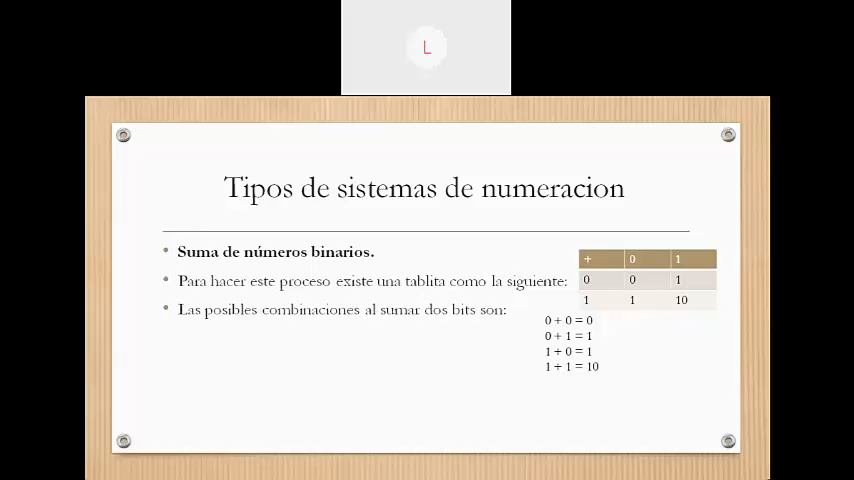 L
Tipos de sistemas de numeracion
Suma de números binarios.
Para hacer este proceso existe una tablita como la siguiente:
Las posibles combinaciones al sumar dos bits son:
+ 0 1
0 0 1
1 1 10
0 + 0 = 0
0 + 1 = 1
1 + 0 = 1
1 + 1 = 10